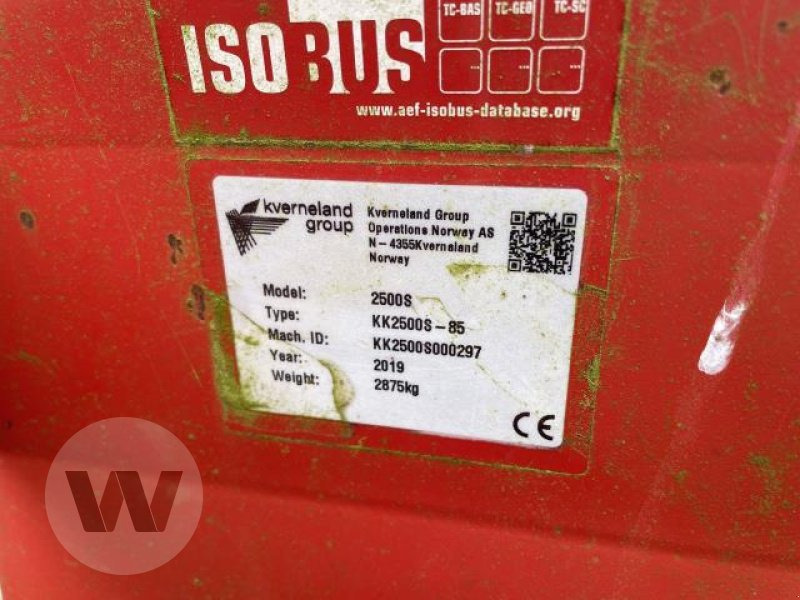 TC-BAS TC-GEO TC-SC
ISOBUS
www.aef-isobus-database.org
kverneland
group
Kverneland Group
Operations Norway AS
N-4355Kverneland
Norway
Model: 2500S
Type: KK2500S-85
Mach. ID: KK2500S000297
Year: 2019
Weight: 2875kg
CE
W